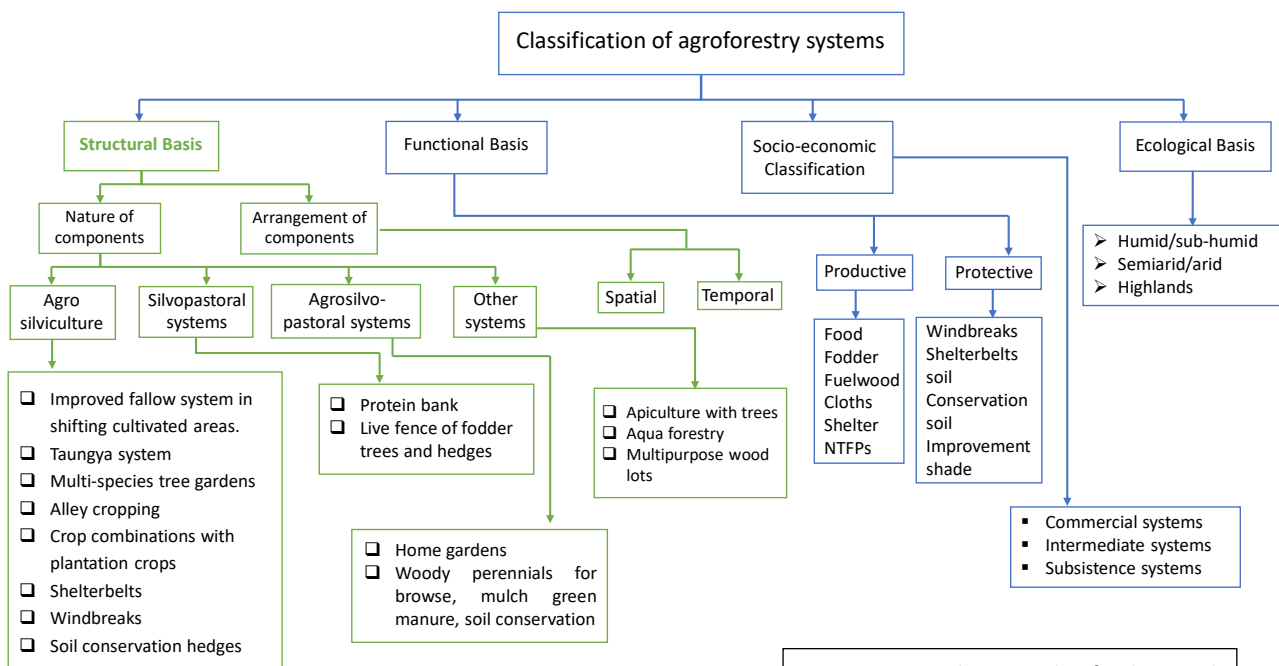 Classification of agroforestry systems
Structural Basis
Functional Basis
Socio-economic
Classification
Ecological Basis
Nature of
components
Arrangement of
components
Humid/sub-humid
Semiarid/arid
Highlands
Productive
Protective
Spatial
Temporal
Agro
silviculture
Silvopastoral
systems
Agrosilvo-
pastoral systems
Other
systems
Food
Fodder
Fuelwood
Cloths
Shelter
NTFPs
Windbreaks
Shelterbelts
soil
Conservation
soil
Improvement
shade
Improved fallow system in
shifting cultivated areas.
Taungya system
Multi-species tree gardens
Alley cropping
Crop combinations with
plantation crops
Shelterbelts
Windbreaks
Soil conservation hedges
Protein bank
Live fence of fodder
trees and hedges
Apiculture with trees
Aqua forestry
Multipurpose wood
lots
Home gardens
Woody perennials for
browse, mulch green
manure, soil conservation
Commercial systems
Intermediate systems
Subsistence systems